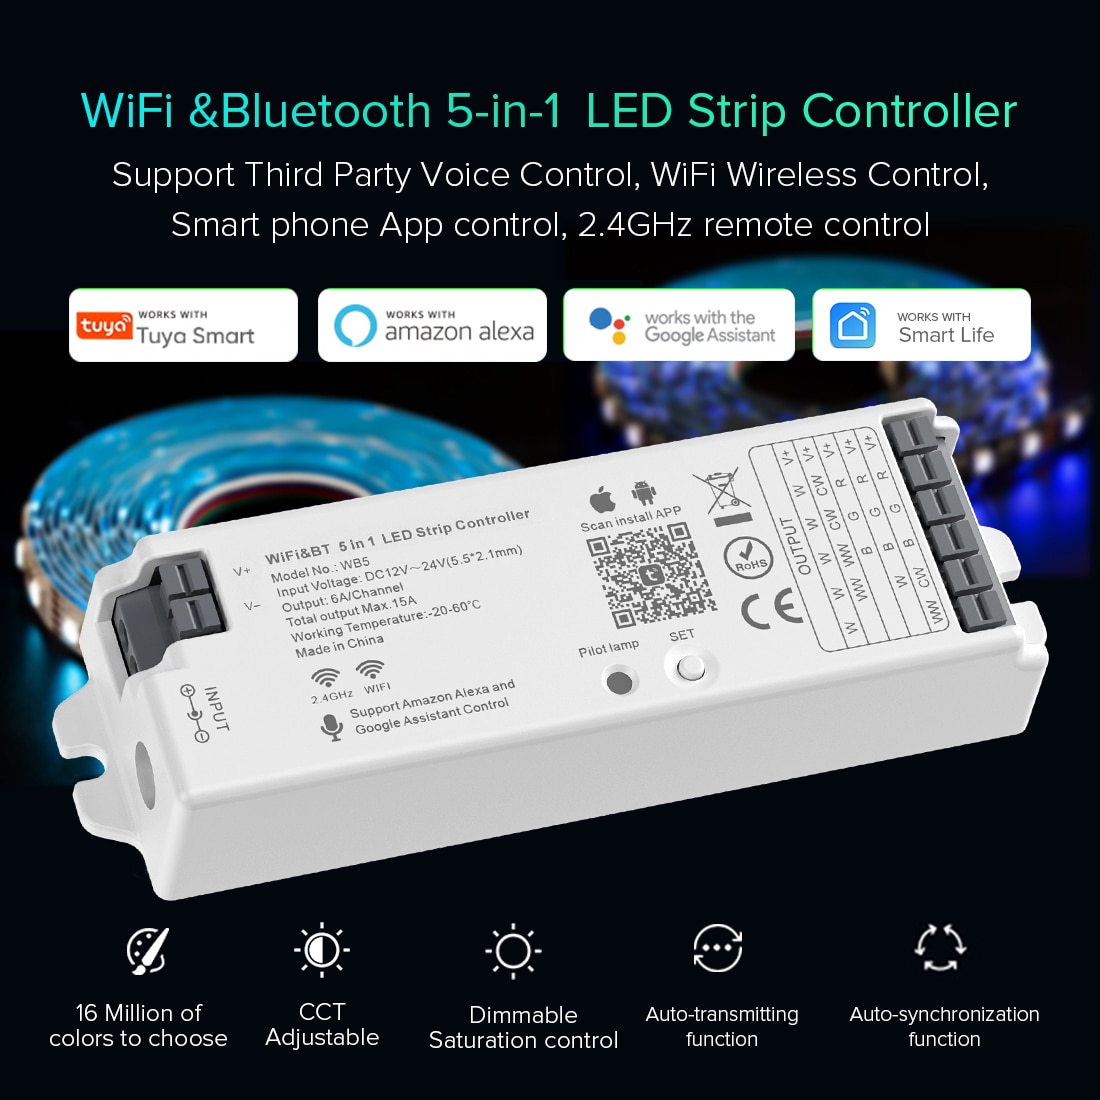 WiFi &Bluetooth 5-in-1 LED Strip Controller
Support Third Party Voice Control, WiFi Wireless Control,
Smart phone App control, 2.4GHz remote control
tuya
WORKS WITH
Tuya Smart
WORKS WITH
amazon alexa
works with the
Google Assistant
WORKS WITH
Smart Life
V+
V-
WiFi&BT 5 in 1 LED Strip Controller
Model No.: WB5
Input Voltage: DC12V~24V(5.5*2.1mm)
Output: 6A/Channel
Total output Max.15A
Working Temperature:-20-60°C
Made in China
2.4GHz
WIFI
Support Amazon Alexa and
Google Assistant Control
INPUT
Scan install APP
RoHS
CE
Pilot lamp
SET
OUTPUT
V+ V+ V+ V+ V+
W CW R R R
W CW G G G
W WW B B B
W WW W CW
W WW
16 Million of
colors to choose
CCT
Adjustable
Dimmable
Saturation control
Auto-transmitting
function
Auto-synchronization
function